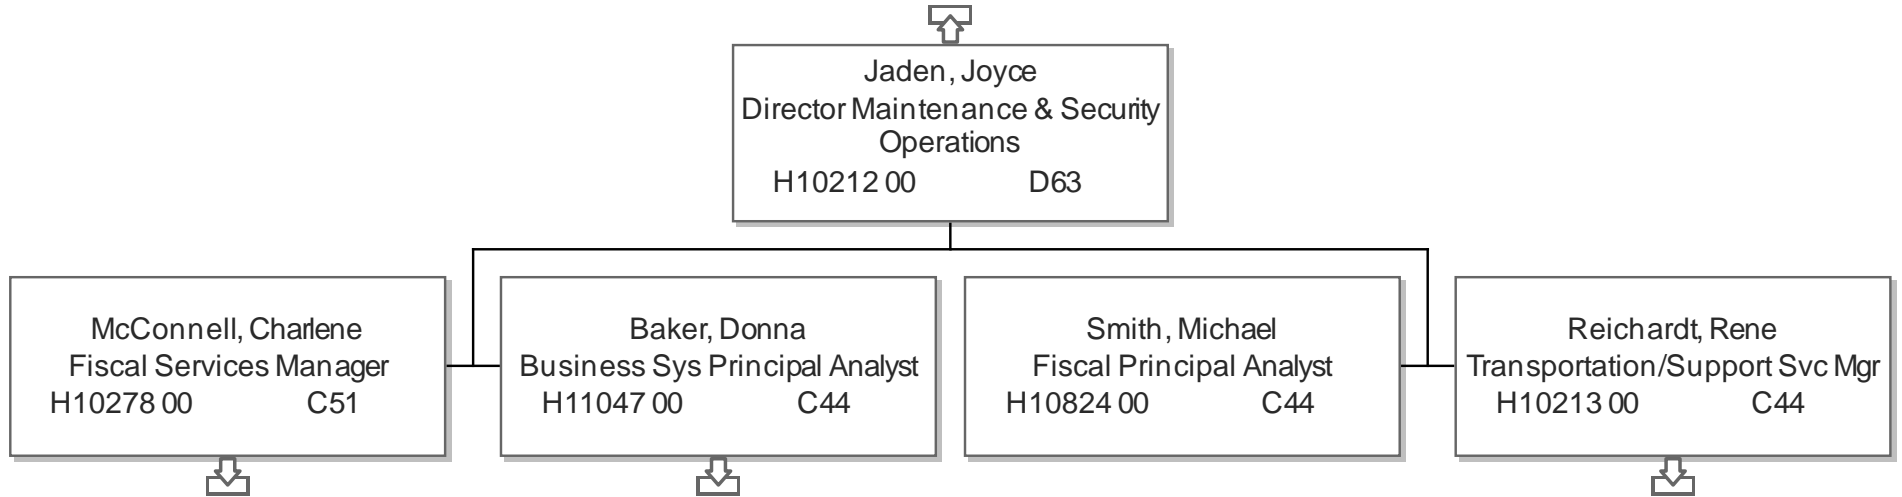 Jaden, Joyce
Director Maintenance & Security
Operations
H10212 00 D63
McConnell, Charlene
Fiscal Services Manager
H10278 00 C51
Baker, Donna
Business Sys Principal Analyst
H11047 00 C44
Smith, Michael
Fiscal Principal Analyst
H10824 00 C44
Reichardt, Rene
Transportation/Support Svc Mgr
H10213 00 C44